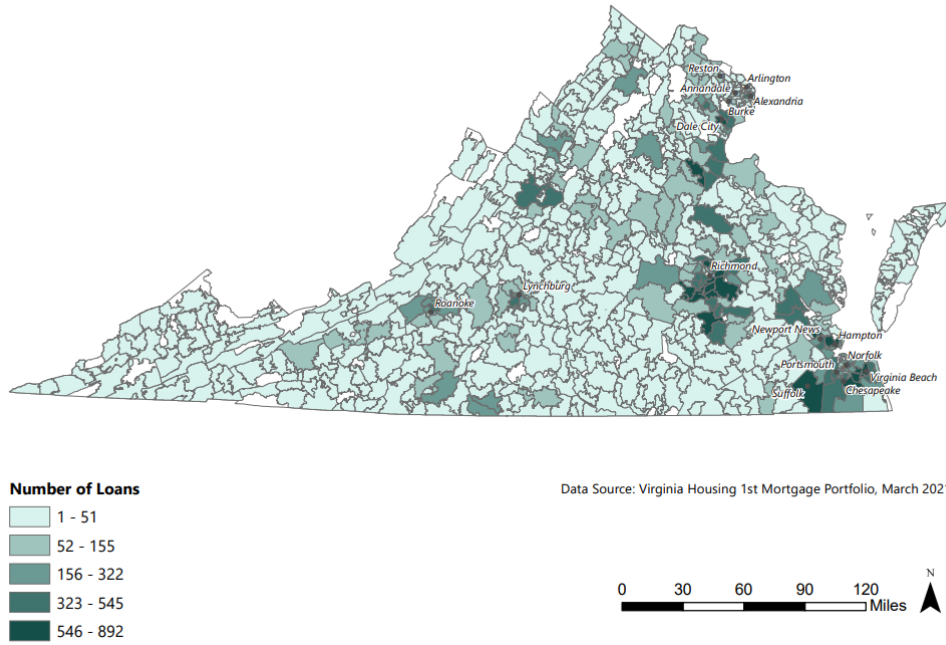 Reston
Arlington
Annandale
Alexandria
Burke
Dale City
Richmond
Lynchburg
Roanoke
Newport News
Hampton
Norfolk
Portsmouth
Virginia Beach
Suffolk
Chesapeake
Number of Loans
Data Source: Virginia Housing 1st Mortgage Portfolio, March 2021
1 - 51
52 - 155
156 - 322
323 - 545
546 - 892
N
0 30 60 90 120
Miles